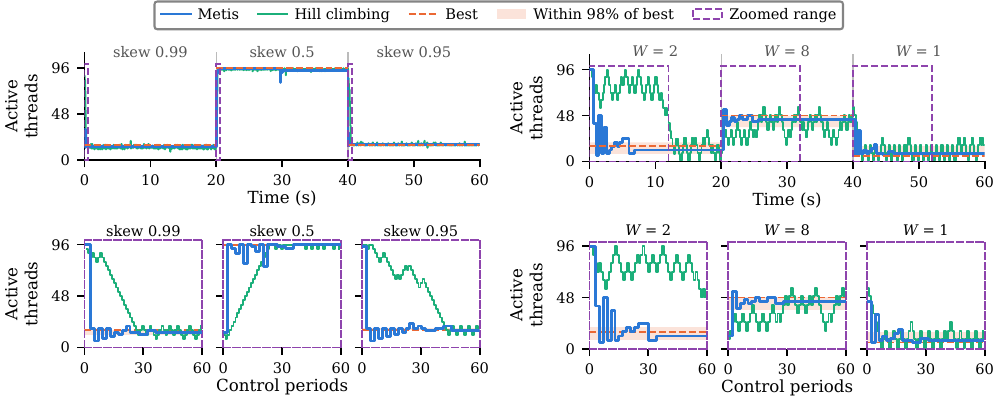 Metis Hill climbing Best Within 98% of best Zoomed range
skew 0.99 skew 0.5 skew 0.95
Active
threads
96
48
0
0 10 20 30 40 50 60
Time (s)
W = 2 W = 8 W = 1
Active
threads
96
48
0
0 10 20 30 40 50 60
Time (s)
skew 0.99 skew 0.5 skew 0.95
Active
threads
96
48
0
0 30 60 0 30 60 0 30 60
Control periods
W = 2 W = 8 W = 1
Active
threads
96
48
0
0 30 60 0 30 60 0 30 60
Control periods